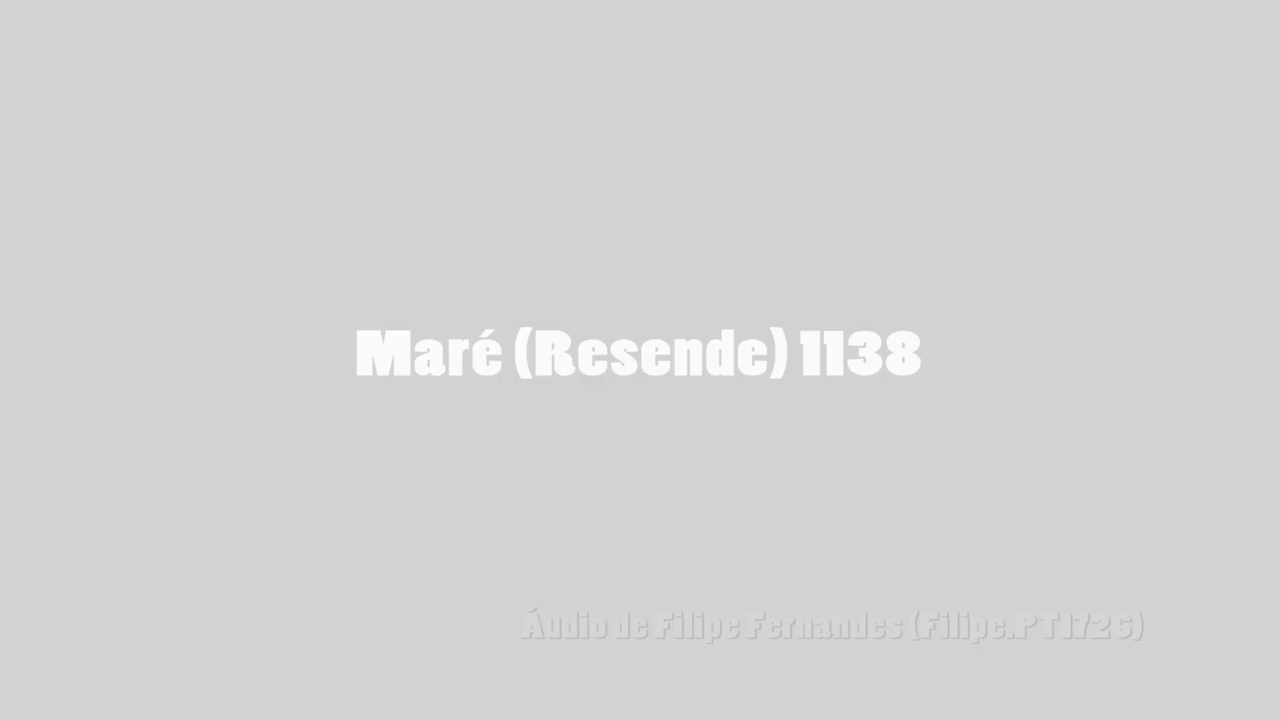 Maré (Resende) 1138
Áudio de Filipe Fernandes (Filipe.PT1726)